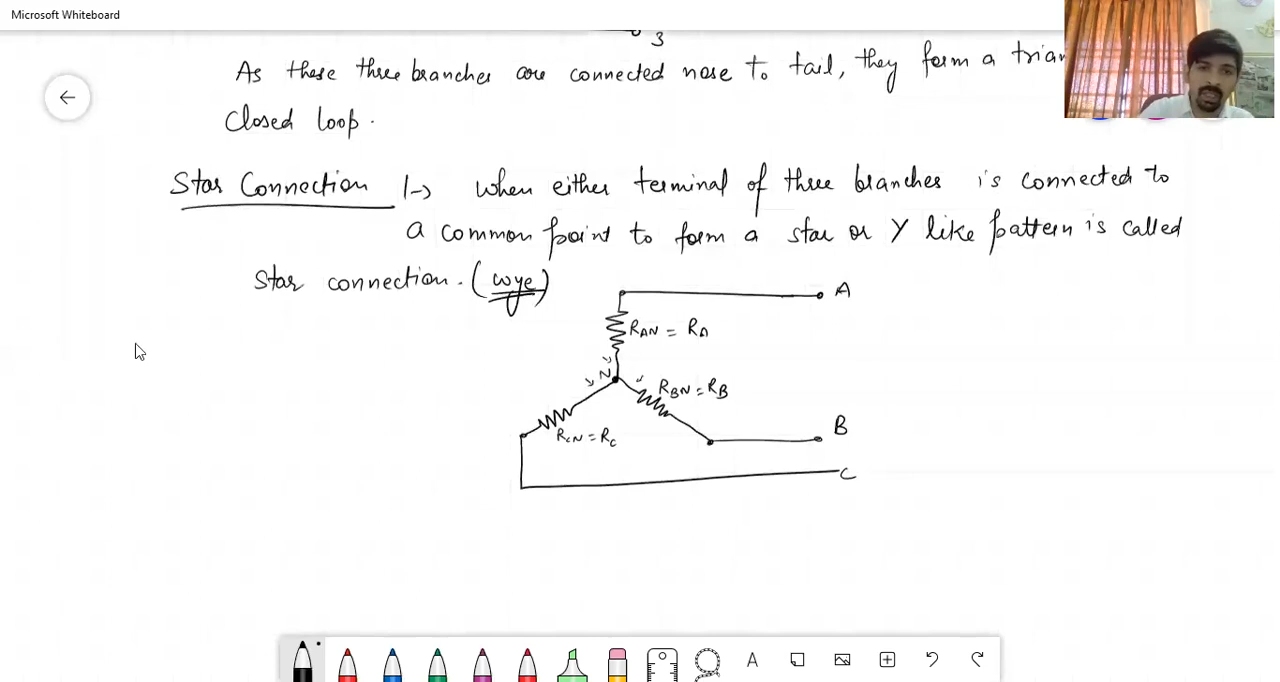 Microsoft Whiteboard
3
As these three branches are connected nose to tail, they form a trian
closed loop.
Star Connection :-> when either terminal of three branches is connected to
a common point to form a star or Y like pattern is called
star connection. (wye)
A
RAN = RA
N
RBN = RB
B
RCN = RC
C
A